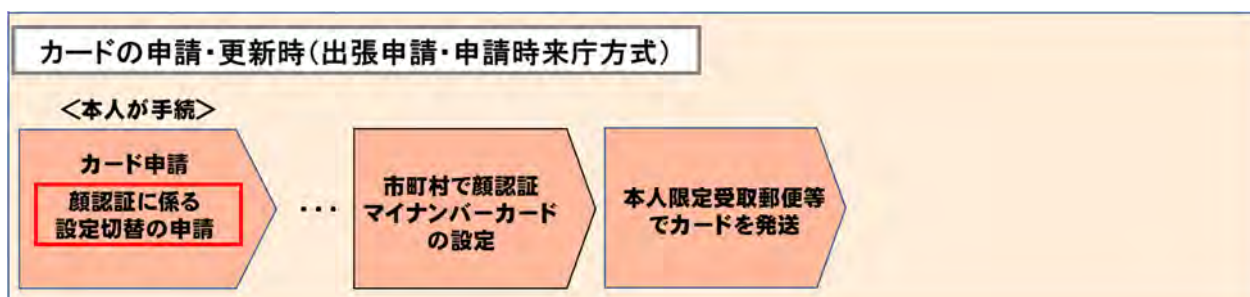 カードの申請・更新時(出張申請・申請時来庁方式)
<本人が手続>
カード申請
顔認証に係る
設定切替の申請
・・・
市町村で顔認証
マイナンバーカード
の設定
本人限定受取郵便等
でカードを発送